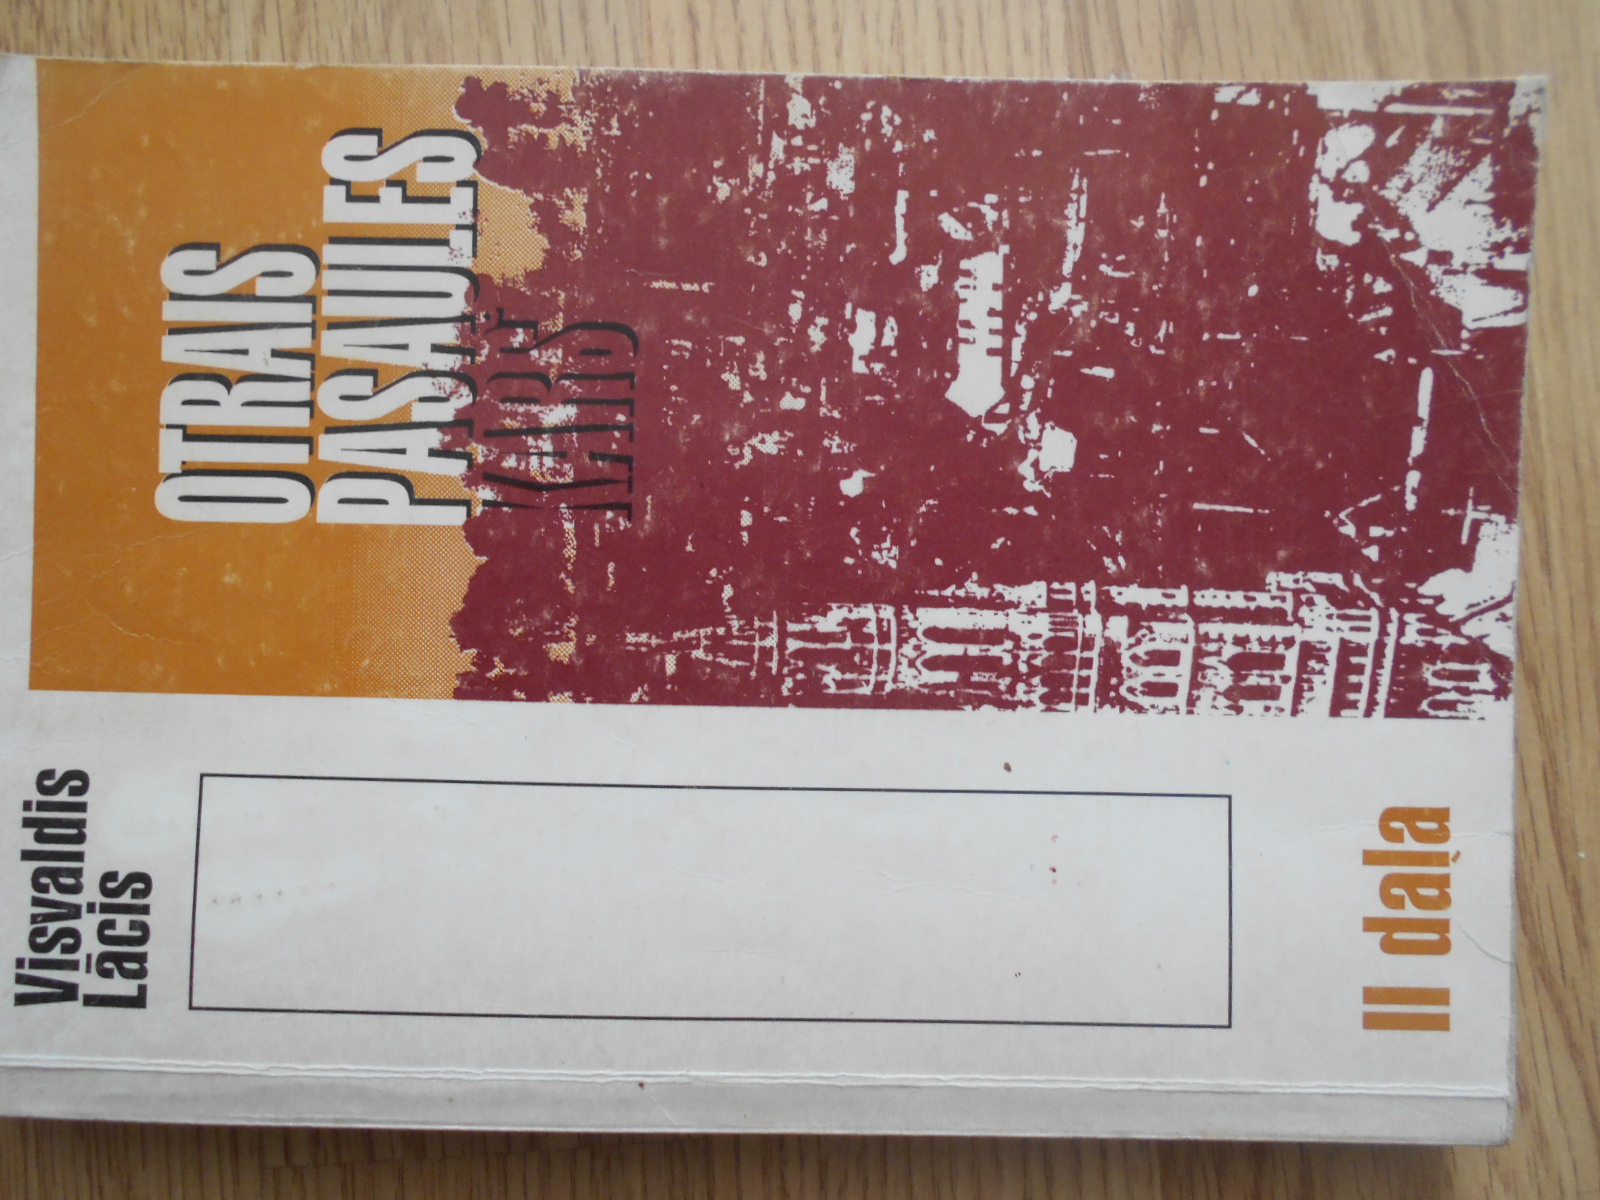 Visvaldis
Lācis
OTRAIS
PASAULES
KARŠ
II daļa